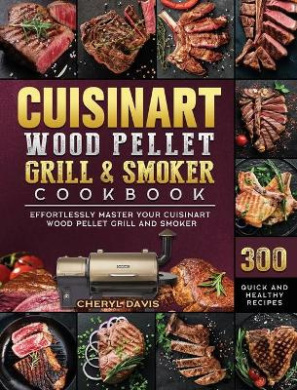 CUISINART
WOOD PELLET
GRILL & SMOKER
COOKBOOK
EFFORTLESSLY MASTER YOUR CUISINART
WOOD PELLET GRILL AND SMOKER
300
QUICK AND
HEALTHY
RECIPES
CHERYL DAVIS